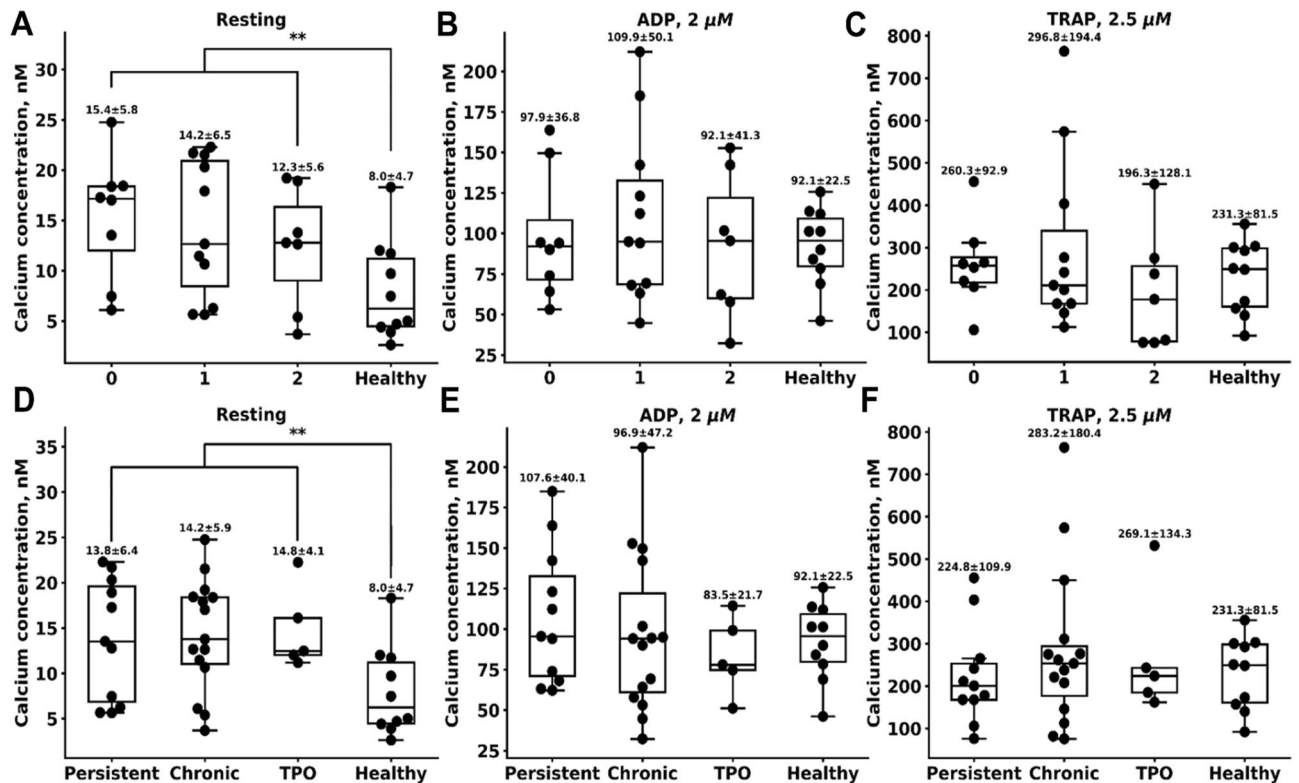 A
Resting
**
Calcium concentration, nM
30
25
20
15
10
5
15.4±5.8
14.2±6.5
12.3±5.6
8.0±4.7
0 1 2 Healthy
B
ADP, 2 μM
109.9±50.1
Calcium concentration, nM
200
175
150
125
100
75
50
25
97.9±36.8
92.1±41.3
92.1±22.5
0 1 2 Healthy
C
TRAP, 2.5 μM
296.8±194.4
Calcium concentration, nM
800
700
600
500
400
300
200
100
260.3±92.9
196.3±128.1
231.3±81.5
0 1 2 Healthy
D
Resting
**
Calcium concentration, nM
35
30
25
20
15
10
5
13.8±6.4
14.2±5.9
14.8±4.1
8.0±4.7
Persistent Chronic TPO Healthy
E
ADP, 2 μM
96.9±47.2
Calcium concentration, nM
200
175
150
125
100
75
50
25
107.6±40.1
83.5±21.7
92.1±22.5
Persistent Chronic TPO Healthy
F
TRAP, 2.5 μM
283.2±180.4
Calcium concentration, nM
800
700
600
500
400
300
200
100
224.8±109.9
269.1±134.3
231.3±81.5
Persistent Chronic TPO Healthy